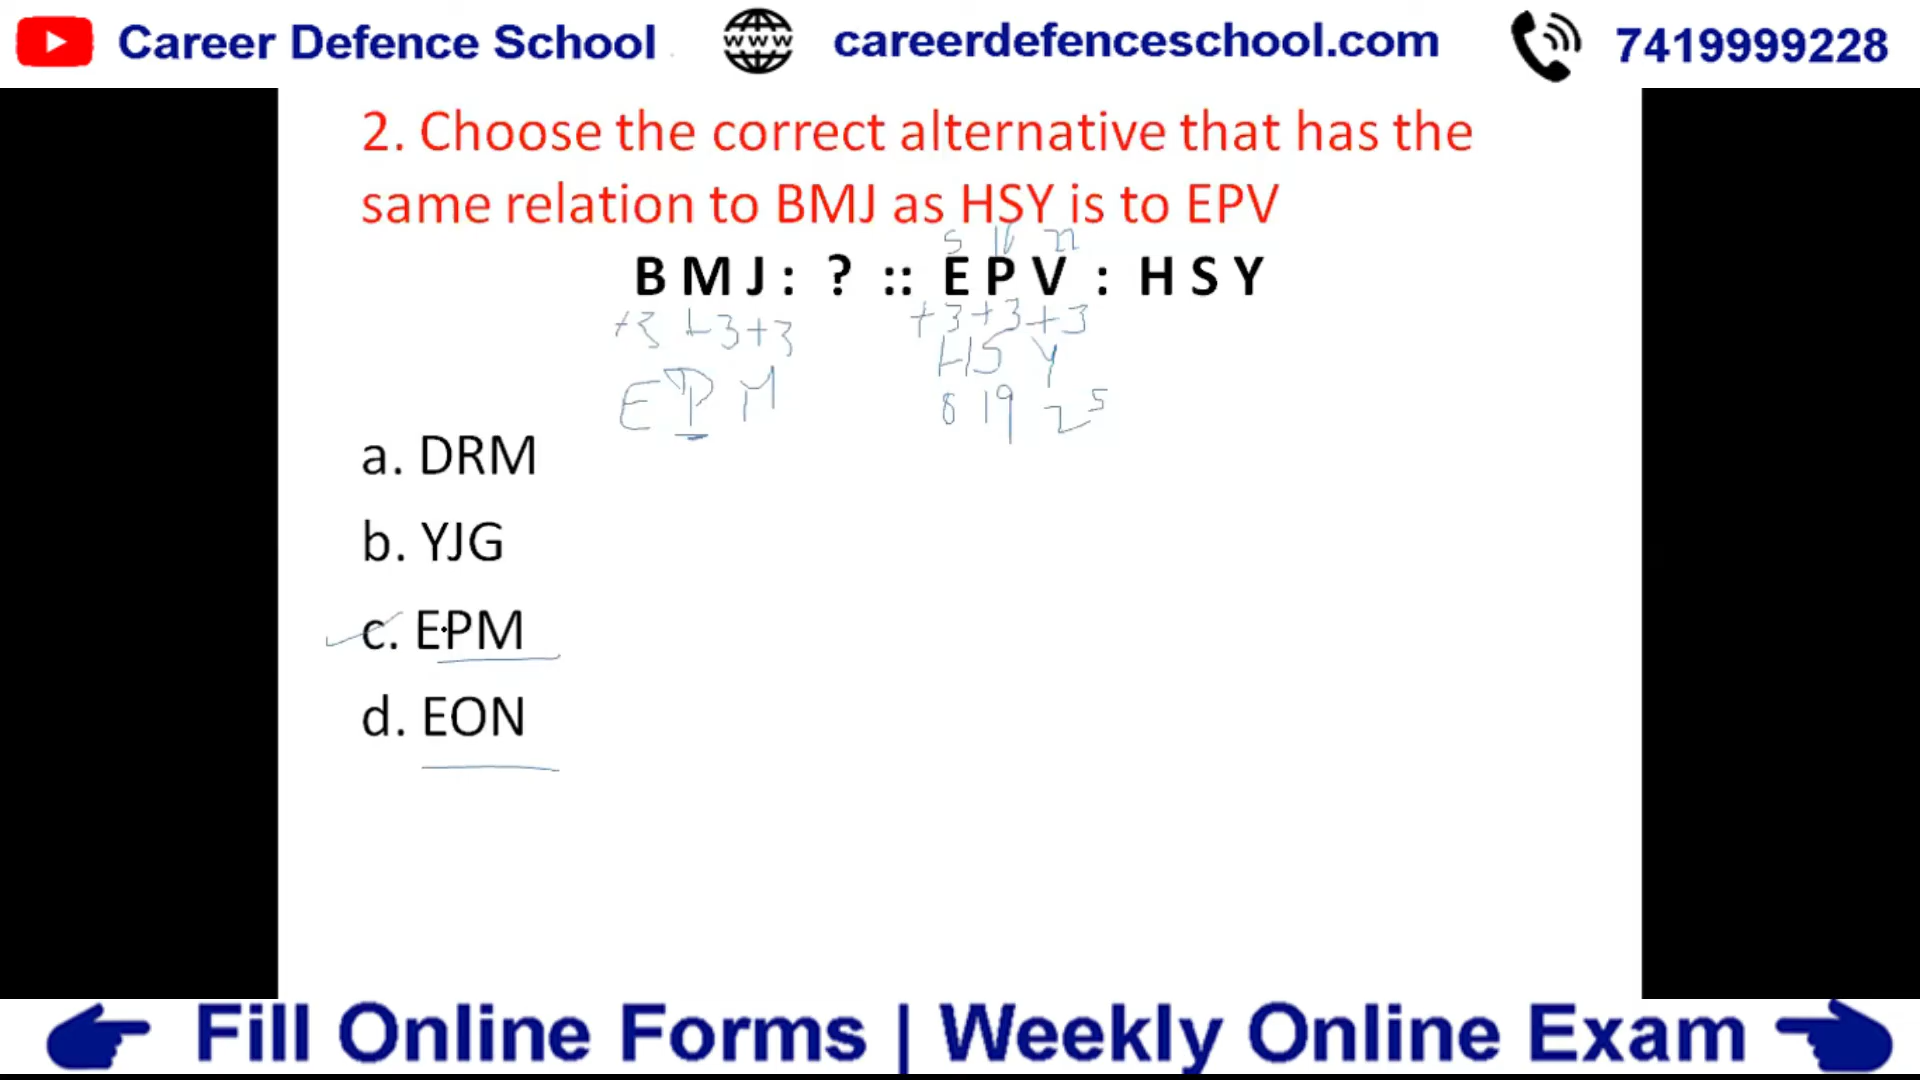 Career Defence School
www
careerdefenceschool.com
7419999228
2. Choose the correct alternative that has the
same relation to BMJ as HSY is to EPV
5 16 22
B M J : ? :: E P V : H S Y
+3 +3 +3 +3 +3 +3
H S Y
E P M 8 19 25
a. DRM
b. YJG
c. EPM
d. EON
Fill Online Forms | Weekly Online Exam